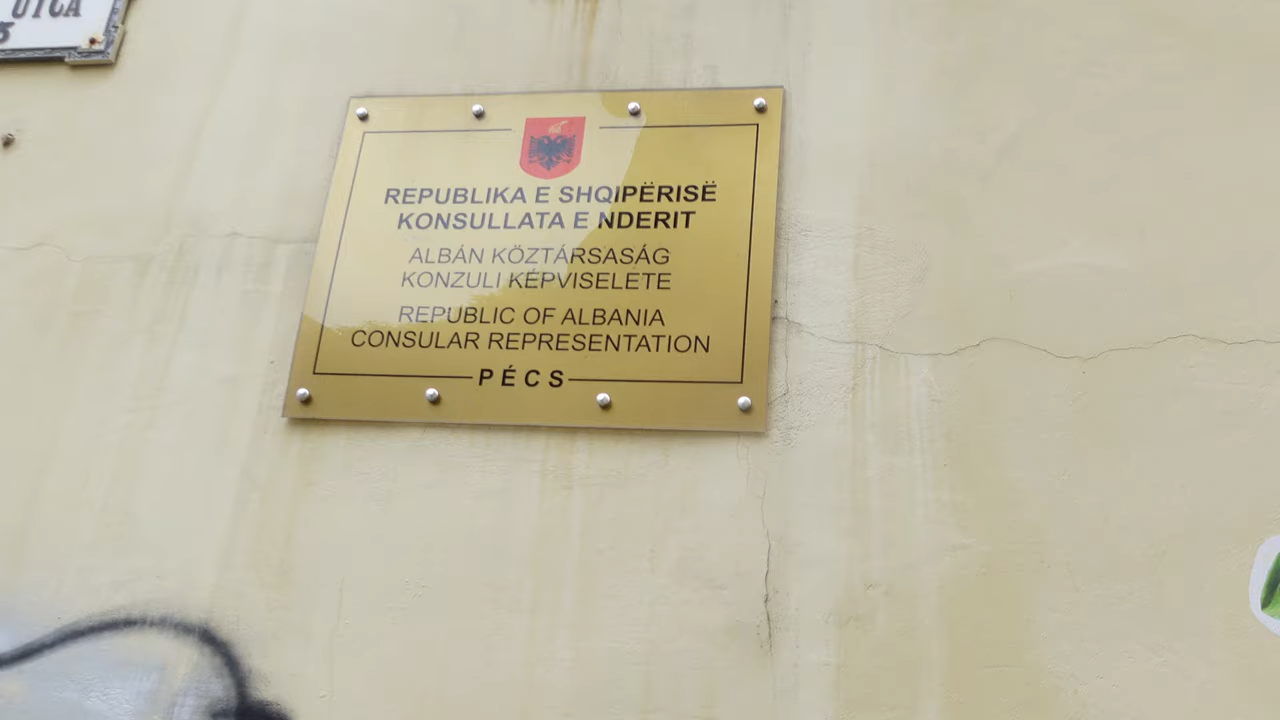 UTCA
REPUBLIKA E SHQIPËRISË
KONSULLATA E NDERIT
ALBÁN KÖZTÁRSASÁG
KONZULI KÉPVISELETE
REPUBLIC OF ALBANIA
CONSULAR REPRESENTATION
PÉCS